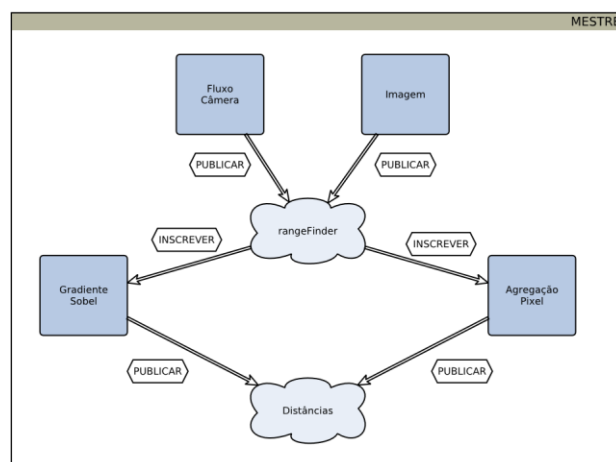 MESTRE
Fluxo
Câmera
Imagem
PUBLICAR
PUBLICAR
rangeFinder
INSCREVER
INSCREVER
Gradiente
Sobel
Agregação
Pixel
PUBLICAR
PUBLICAR
Distâncias